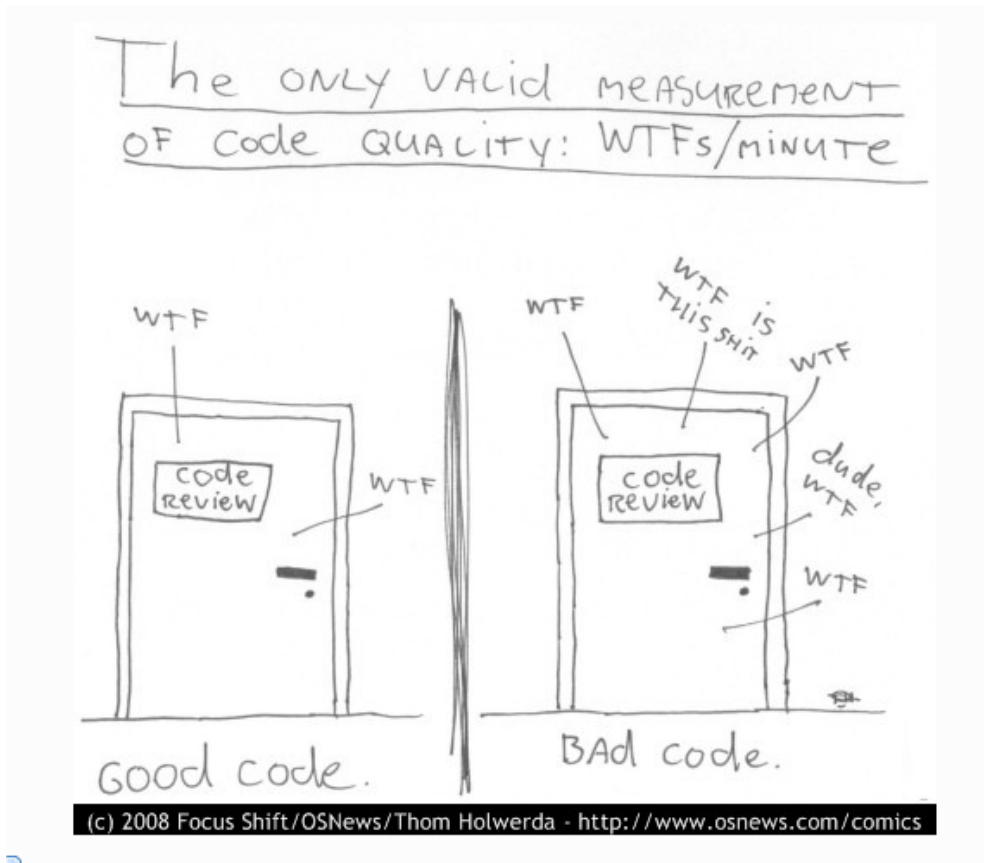 The ONLY VALid MEASUREMENT
OF Code QUALITY: WTFs/MINUTE
WTF
code
REVIEW
WTF
GOOd code.
WTF
WTF is
THis SHiT
WTF
dude,
WTF
code
REVIEW
WTF
BAd code.
(c) 2008 Focus Shift/OSNews/Thom Holwerda - http://www.osnews.com/comics